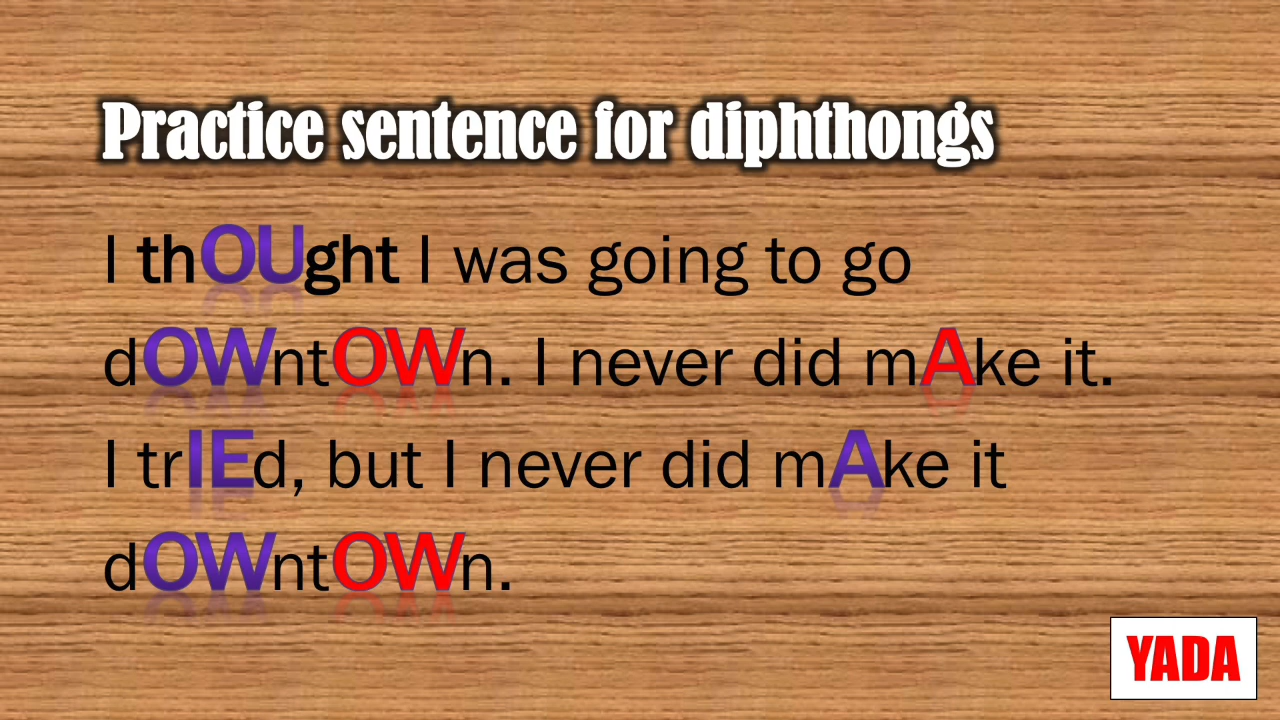 Practice sentence for diphthongs
I thOUght I was going to go
dOWntOWn. I never did mAke it.
I trIEd, but I never did mAke it
dOWntOWn.
YADA